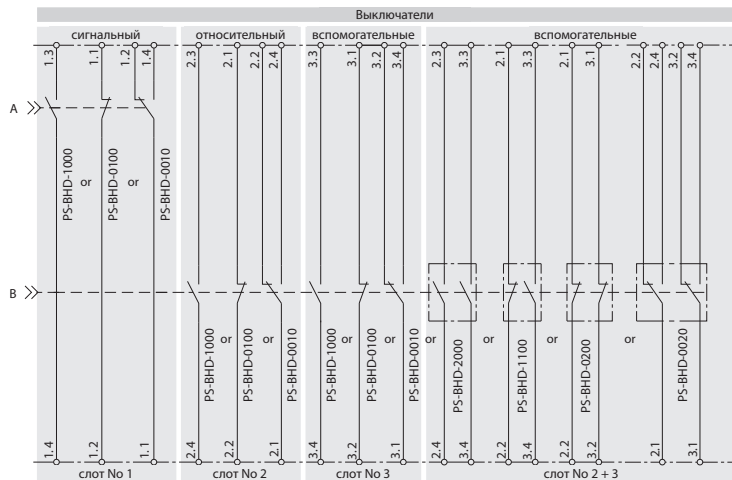 Выключатели
сигнальный
относительный
вспомогательные
вспомогательные
1.3
1.1
1.2
1.4
2.3
2.1
2.2
2.4
3.3
3.1
3.2
3.4
2.3
3.3
2.1
3.3
2.1
3.1
2.2
2.4
3.2
3.4
A
PS-BHD-1000
or
PS-BHD-0100
or
PS-BHD-0010
B
PS-BHD-1000
or
PS-BHD-0100
or
PS-BHD-0010
PS-BHD-1000
or
PS-BHD-0100
or
PS-BHD-0010
or
PS-BHD-2000
or
PS-BHD-1100
or
PS-BHD-0200
or
PS-BHD-0020
1.4
1.2
1.1
2.4
2.2
2.1
3.4
3.2
3.1
2.4
3.4
2.2
3.4
2.2
3.2
2.1
3.1
слот No 1
слот No 2
слот No 3
слот No 2 + 3